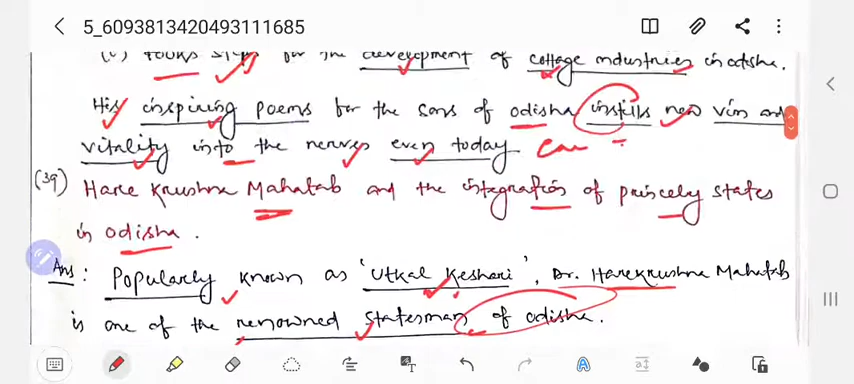 5_6093813420493111685
(c) Tooks steps for the development of cottage industries in odisha.
His inspiring poems for the sons of odisha instills new vim and
vitality into the nerves even today.
(39) Hare Krushna Mahatab and the integration of princely states
in odisha.
Ans: Popularly known as 'Utkal Keshari', Dr. Harekrushna Mahatab
is one of the renowned statesman of odisha.